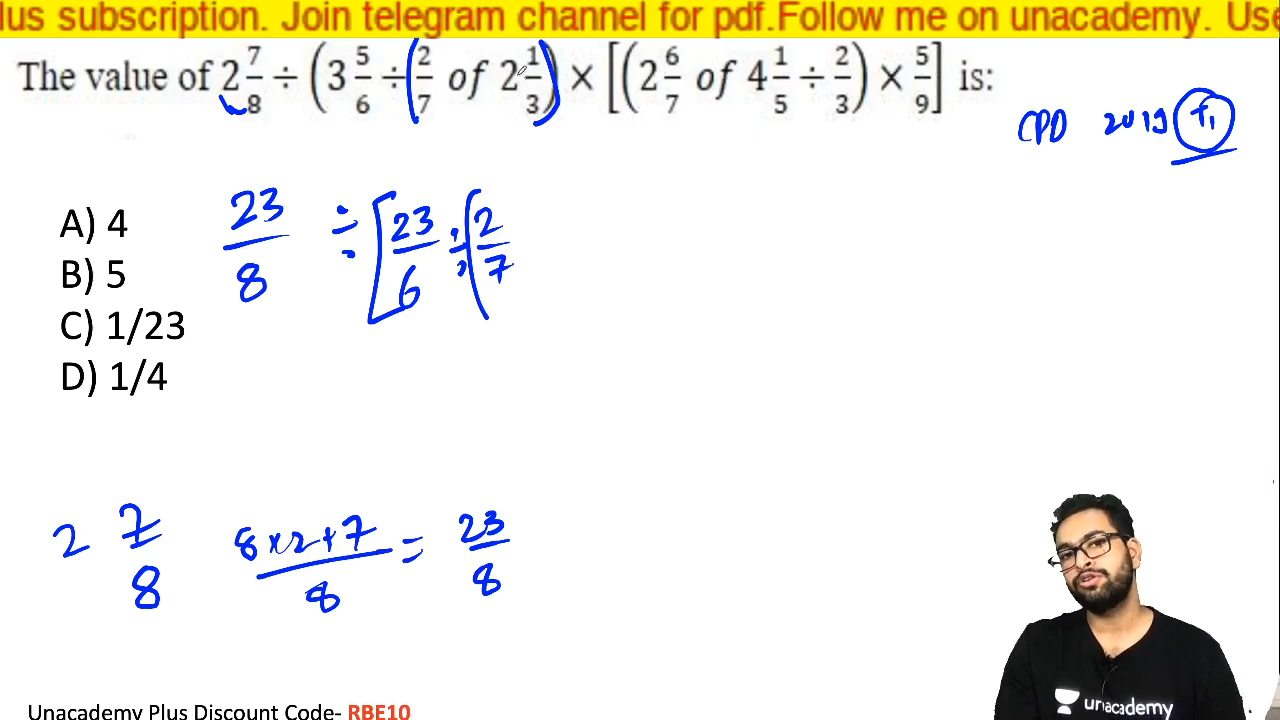 lus subscription. Join telegram channel for pdf.Follow me on unacademy. Use
The value of 2 7/8 ÷ (3 5/6 ÷ (2/7 of 2 1/3) × [(2 6/7 of 4 1/5 ÷ 2/3) × 5/9] is:
CPO 2019 T1
A) 4
B) 5
C) 1/23
D) 1/4
23/8 ÷ [23/6 ÷ (2/7
2 7/8 8×2+7/8 = 23/8
unacademy
Unacademy Plus Discount Code- RBE10